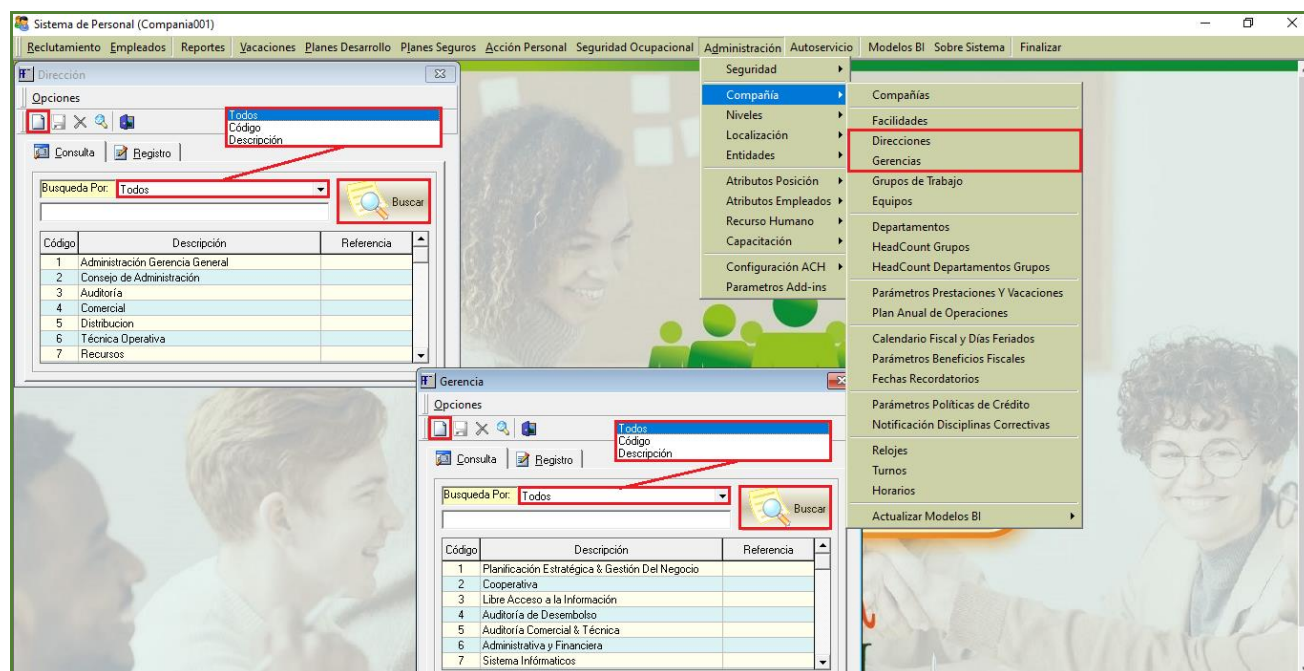 Sistema de Personal (Compania001)
Reclutamiento Empleados Reportes Vacaciones Planes Desarrollo Planes Seguros Acción Personal Seguridad Ocupacional Administración Autoservicio Modelos BI Sobre Sistema Finalizar
Dirección
Opciones
Todos
Código
Descripción
Consulta Registro
Busqueda Por: Todos
Buscar
Código Descripción Referencia
1 Administración Gerencia General
2 Consejo de Administración
3 Auditoría
4 Comercial
5 Distribucion
6 Técnica Operativa
7 Recursos
Seguridad
Compañía
Niveles
Localización
Entidades
Atributos Posición
Atributos Empleados
Recurso Humano
Capacitación
Configuración ACH
Parametros Add-ins
Compañías
Facilidades
Direcciones
Gerencias
Grupos de Trabajo
Equipos
Departamentos
HeadCount Grupos
HeadCount Departamentos Grupos
Parámetros Prestaciones Y Vacaciones
Plan Anual de Operaciones
Calendario Fiscal y Días Feriados
Parámetros Beneficios Fiscales
Fechas Recordatorios
Parámetros Políticas de Crédito
Notificación Disciplinas Correctivas
Relojes
Turnos
Horarios
Actualizar Modelos BI
Gerencia
Opciones
Todos
Código
Descripción
Consulta Registro
Busqueda Por: Todos
Buscar
Código Descripción Referencia
1 Planificación Estratégica & Gestión Del Negocio
2 Cooperativa
3 Libre Acceso a la Información
4 Auditoría de Desembolso
5 Auditoría Comercial & Técnica
6 Administrativa y Financiera
7 Sistema Infórmaticos